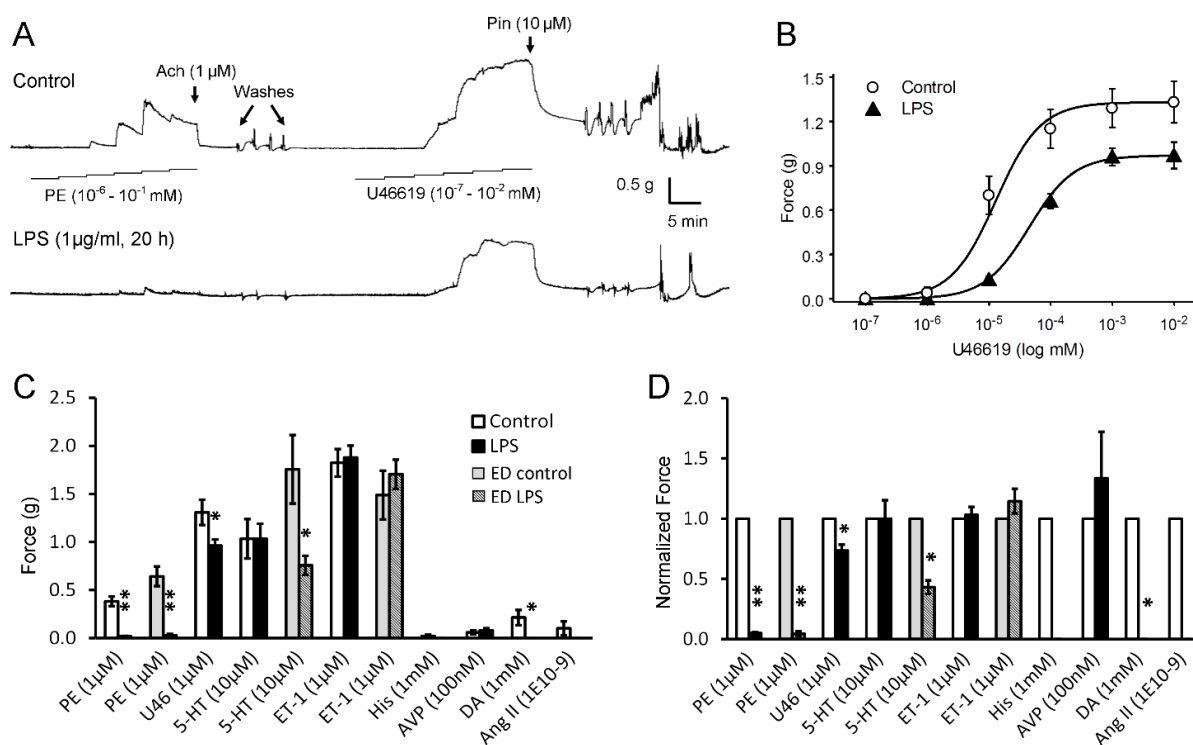 A
Control
Ach (1 µM)
Washes
Pin (10 µM)
PE (10⁻⁶ - 10⁻¹ mM)
U46619 (10⁻⁷ - 10⁻² mM)
0.5 g
5 min
LPS (1µg/ml, 20 h)
B
Control
LPS
Force (g)
1.5
1.2
0.9
0.6
0.3
0.0
10⁻⁷ 10⁻⁶ 10⁻⁵ 10⁻⁴ 10⁻³ 10⁻²
U46619 (log mM)
C
Control
LPS
ED control
ED LPS
Force (g)
2.5
2.0
1.5
1.0
0.5
0.0
** ** * * *
PE (1µM)
PE (1µM)
U46 (1µM)
5-HT (10µM)
5-HT (10µM)
ET-1 (1µM)
ET-1 (1µM)
His (1mM)
AVP (100nM)
DA (1mM)
Ang II (1E10-9)
D
Normalized Force
2.0
1.5
1.0
0.5
0.0
** ** * * *
PE (1µM)
PE (1µM)
U46 (1µM)
5-HT (10µM)
5-HT (10µM)
ET-1 (1µM)
ET-1 (1µM)
His (1mM)
AVP (100nM)
DA (1mM)
Ang II (1E10-9)